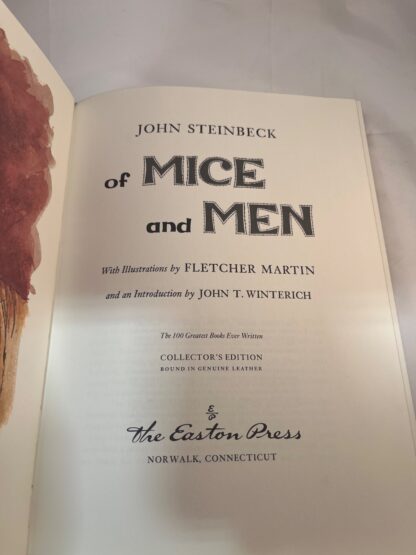 JOHN STEINBECK
of MICE
and MEN
With Illustrations by FLETCHER MARTIN
and an Introduction by JOHN T. WINTERICH
The 100 Greatest Books Ever Written
COLLECTOR'S EDITION
BOUND IN GENUINE LEATHER
E
P
The Easton Press
NORWALK, CONNECTICUT